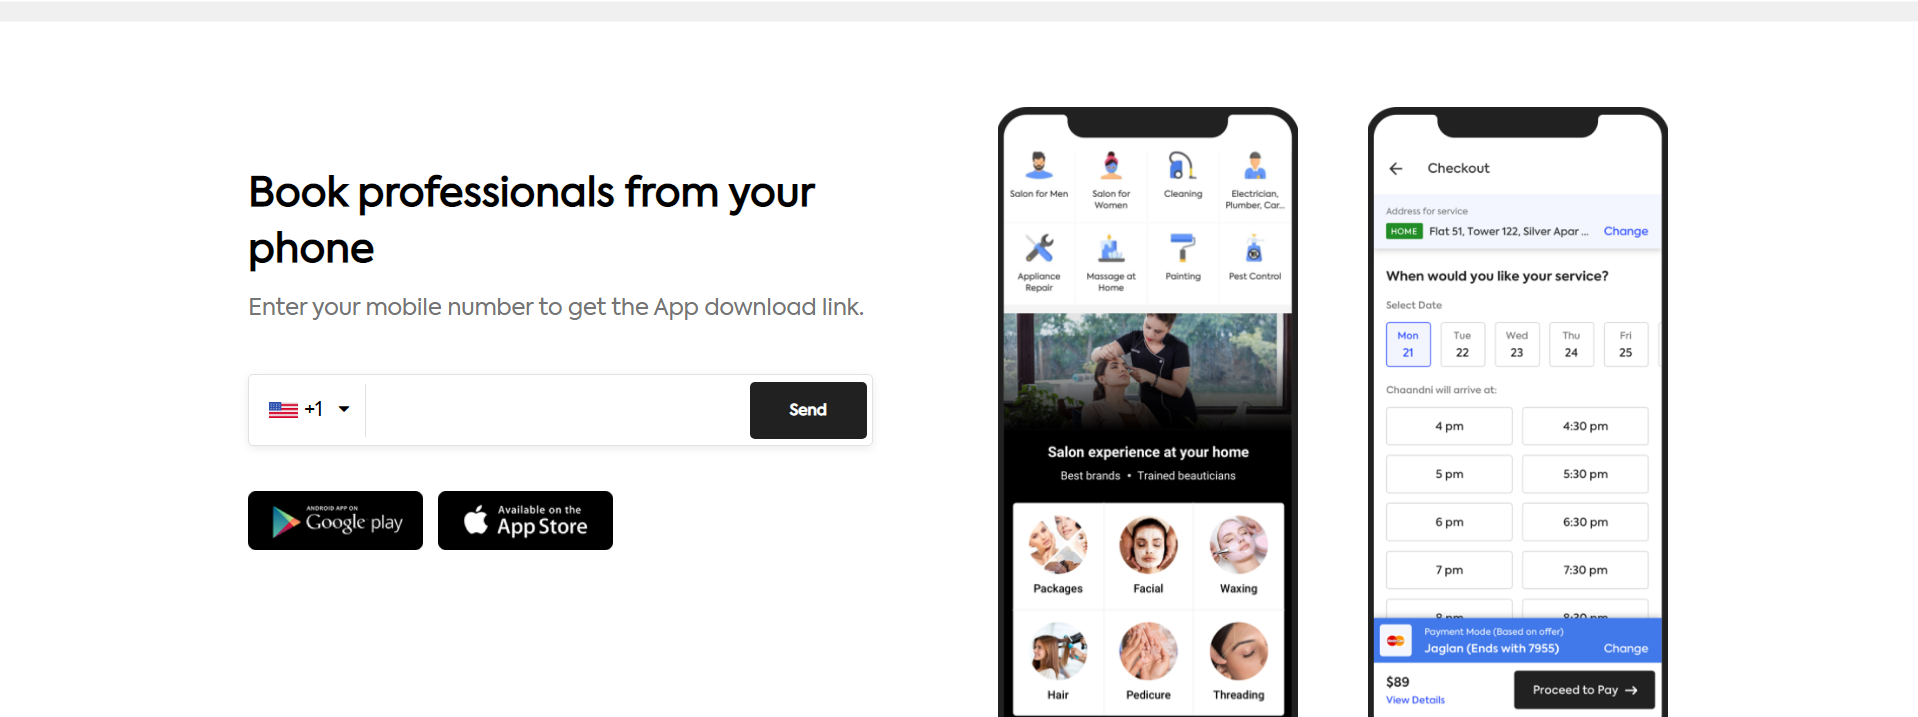 Book professionals from your
phone
Enter your mobile number to get the App download link.
+1
Send
ANDROID APP ON
Google play
Available on the
App Store
Salon for Men
Salon for
Women
Cleaning
Electrician,
Plumber, Car...
Appliance
Repair
Massage at
Home
Painting
Pest Control
Salon experience at your home
Best brands • Trained beauticians
Packages
Facial
Waxing
Hair
Pedicure
Threading
Checkout
Address for service
HOME Flat 51, Tower 122, Silver Apar ... Change
When would you like your service?
Select Date
Mon Tue Wed Thu Fri
21 22 23 24 25
Chaandni will arrive at:
4 pm 4:30 pm
5 pm 5:30 pm
6 pm 6:30 pm
7 pm 7:30 pm
8 pm 8:30 pm
Payment Mode (Based on offer)
Jaglan (Ends with 7955) Change
$89
View Details
Proceed to Pay →